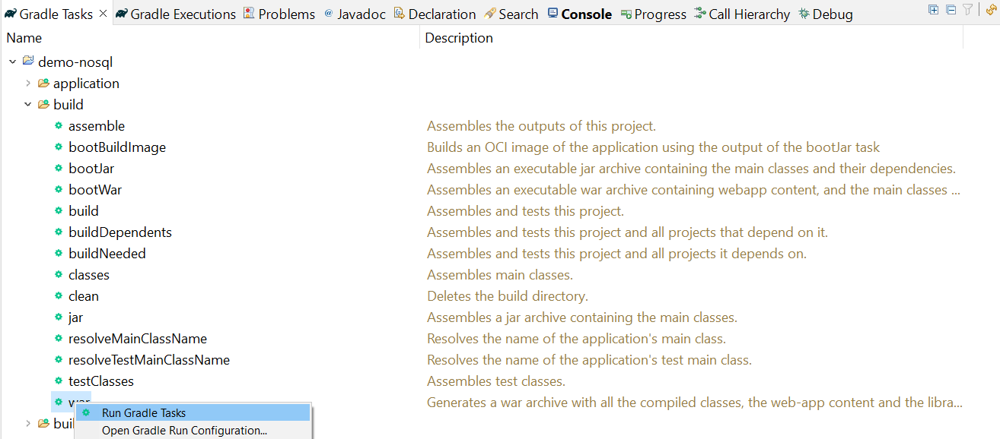 Gradle Tasks Gradle Executions Problems @ Javadoc Declaration Search Console Progress Call Hierarchy Debug
Name Description
demo-nosql
application
build
assemble Assembles the outputs of this project.
bootBuildImage Builds an OCI image of the application using the output of the bootJar task
bootJar Assembles an executable jar archive containing the main classes and their dependencies.
bootWar Assembles an executable war archive containing webapp content, and the main classes ...
build Assembles and tests this project.
buildDependents Assembles and tests this project and all projects that depend on it.
buildNeeded Assembles and tests this project and all projects it depends on.
classes Assembles main classes.
clean Deletes the build directory.
jar Assembles a jar archive containing the main classes.
resolveMainClassName Resolves the name of the application's main class.
resolveTestMainClassName Resolves the name of the application's test main class.
testClasses Assembles test classes.
war Generates a war archive with all the compiled classes, the web-app content and the libra...
Run Gradle Tasks
Open Gradle Run Configuration...